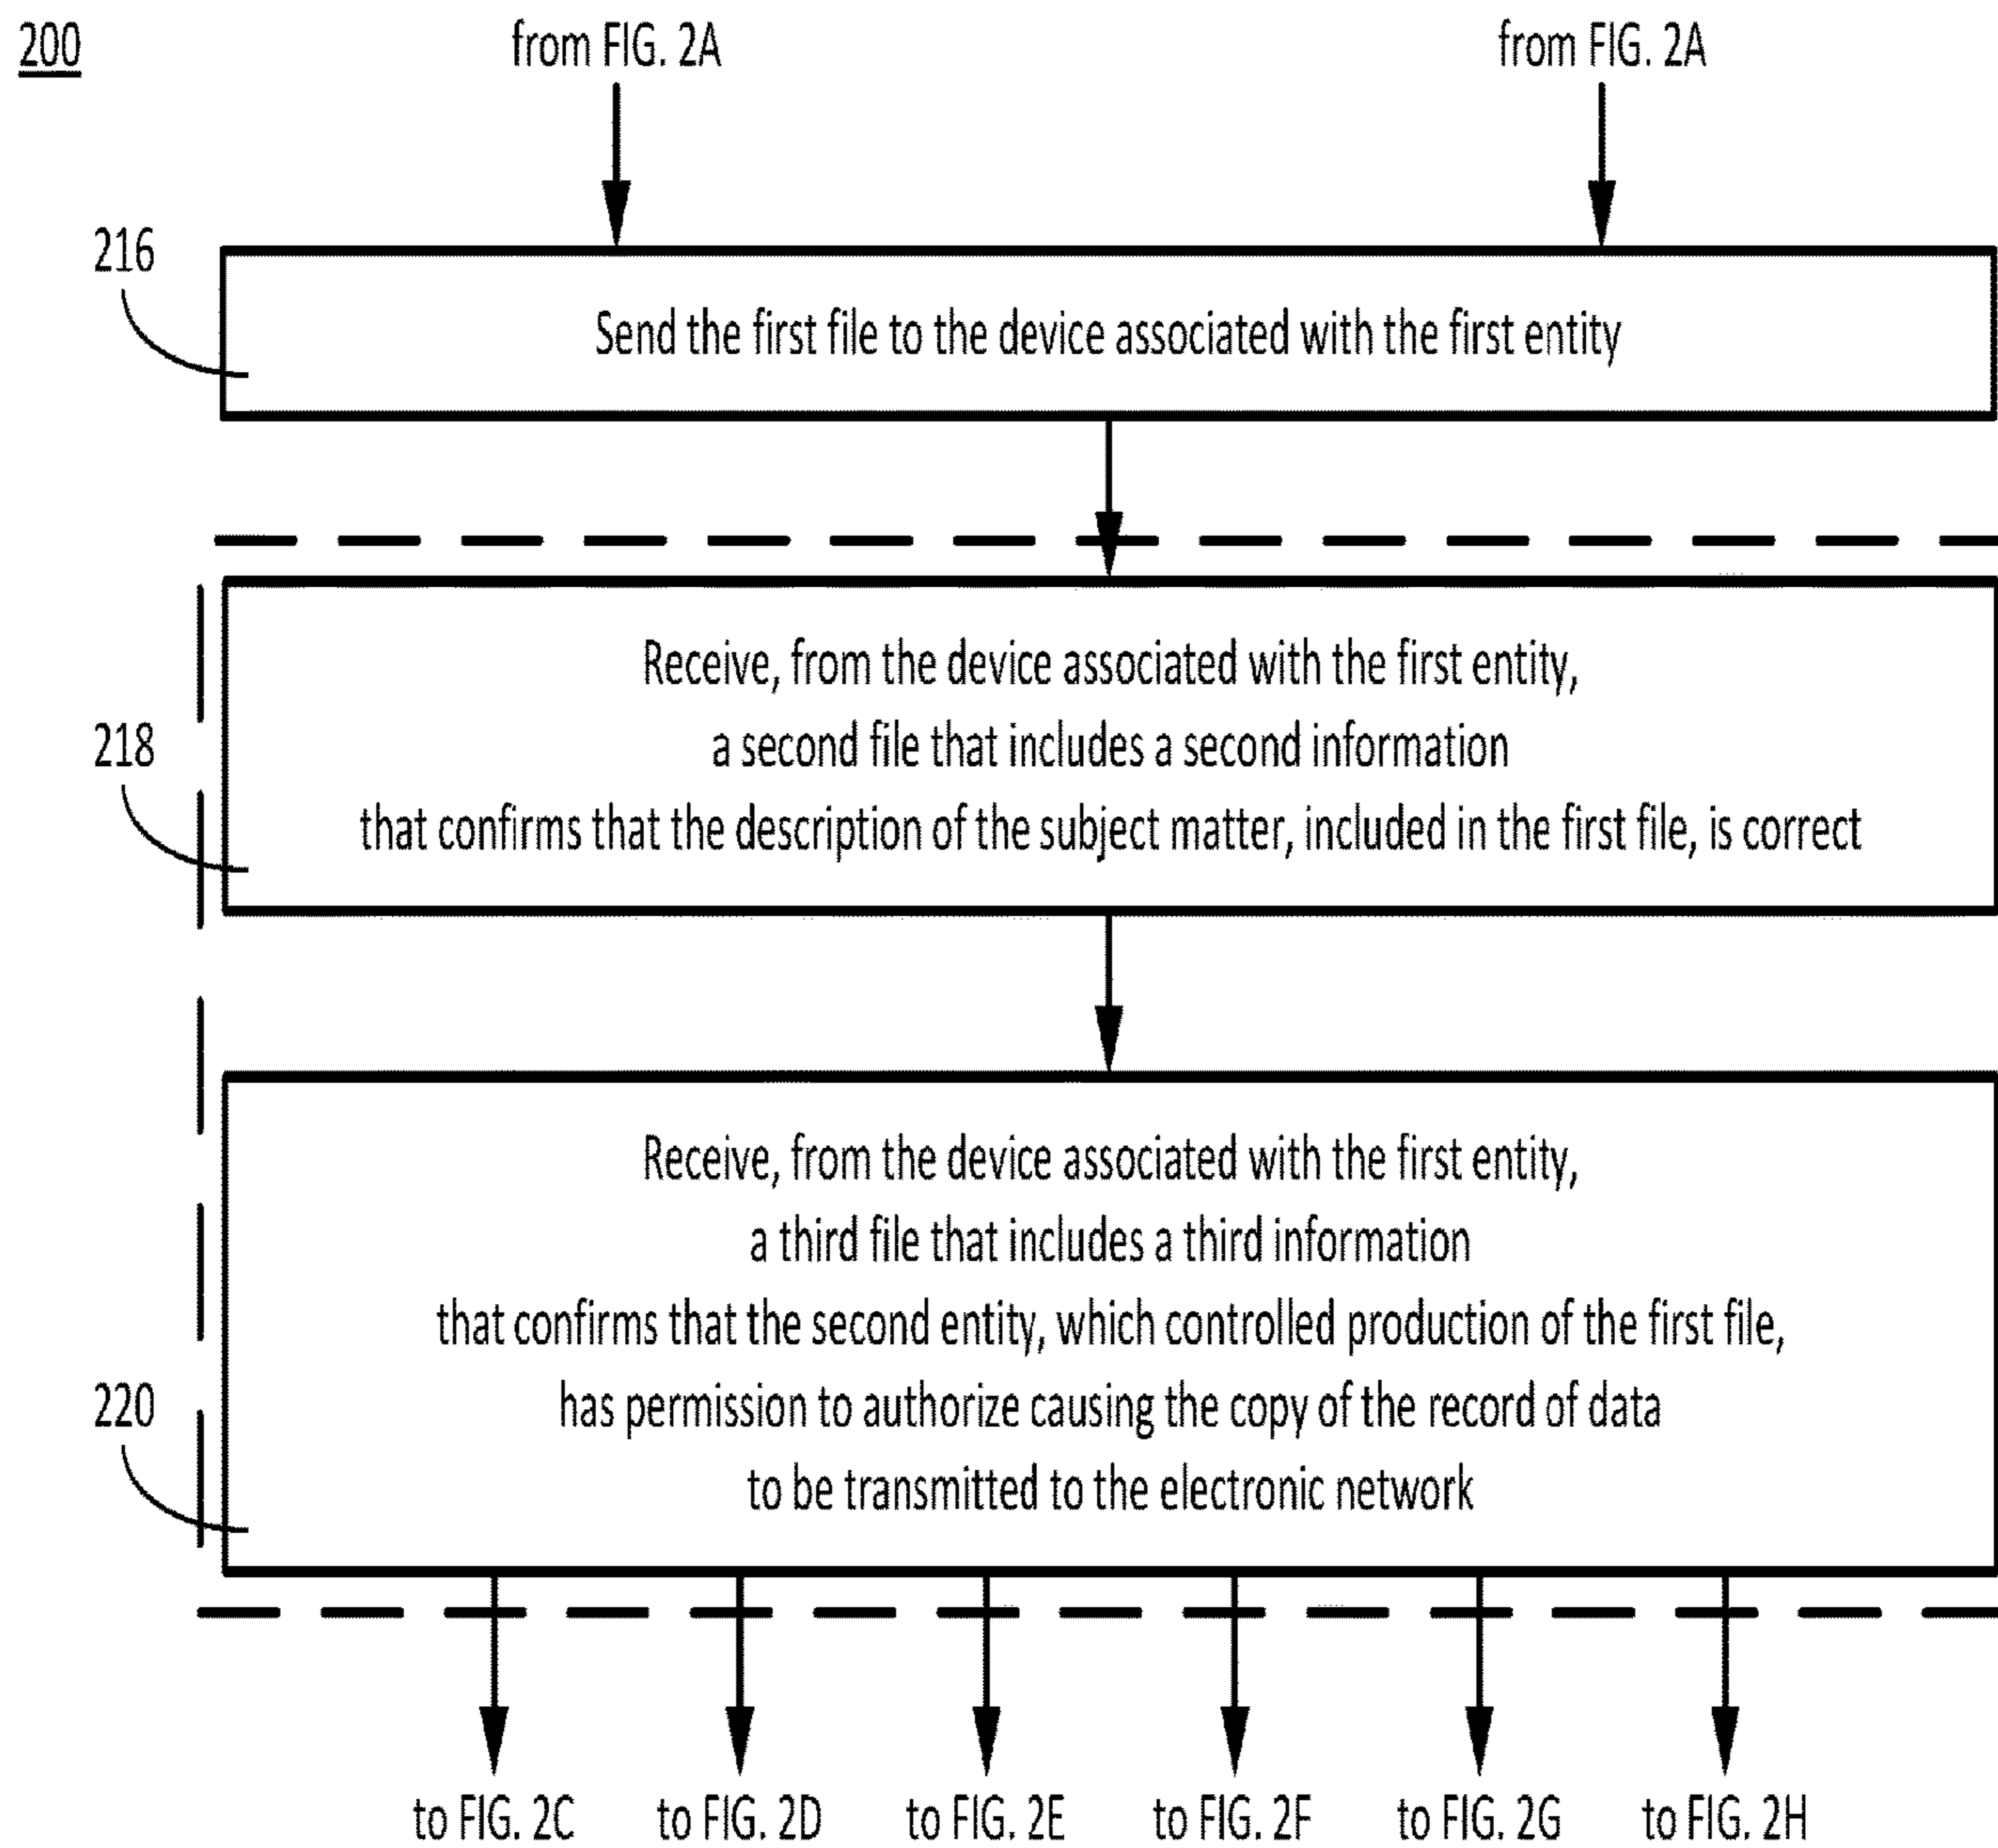 200
from FIG. 2A
from FIG. 2A
216
Send the first file to the device associated with the first entity
218
Receive, from the device associated with the first entity,
a second file that includes a second information
that confirms that the description of the subject matter, included in the first file, is correct
220
Receive, from the device associated with the first entity,
a third file that includes a third information
that confirms that the second entity, which controlled production of the first file,
has permission to authorize causing the copy of the record of data
to be transmitted to the electronic network
to FIG. 2C
to FIG. 2D
to FIG. 2E
to FIG. 2F
to FIG. 2G
to FIG. 2H